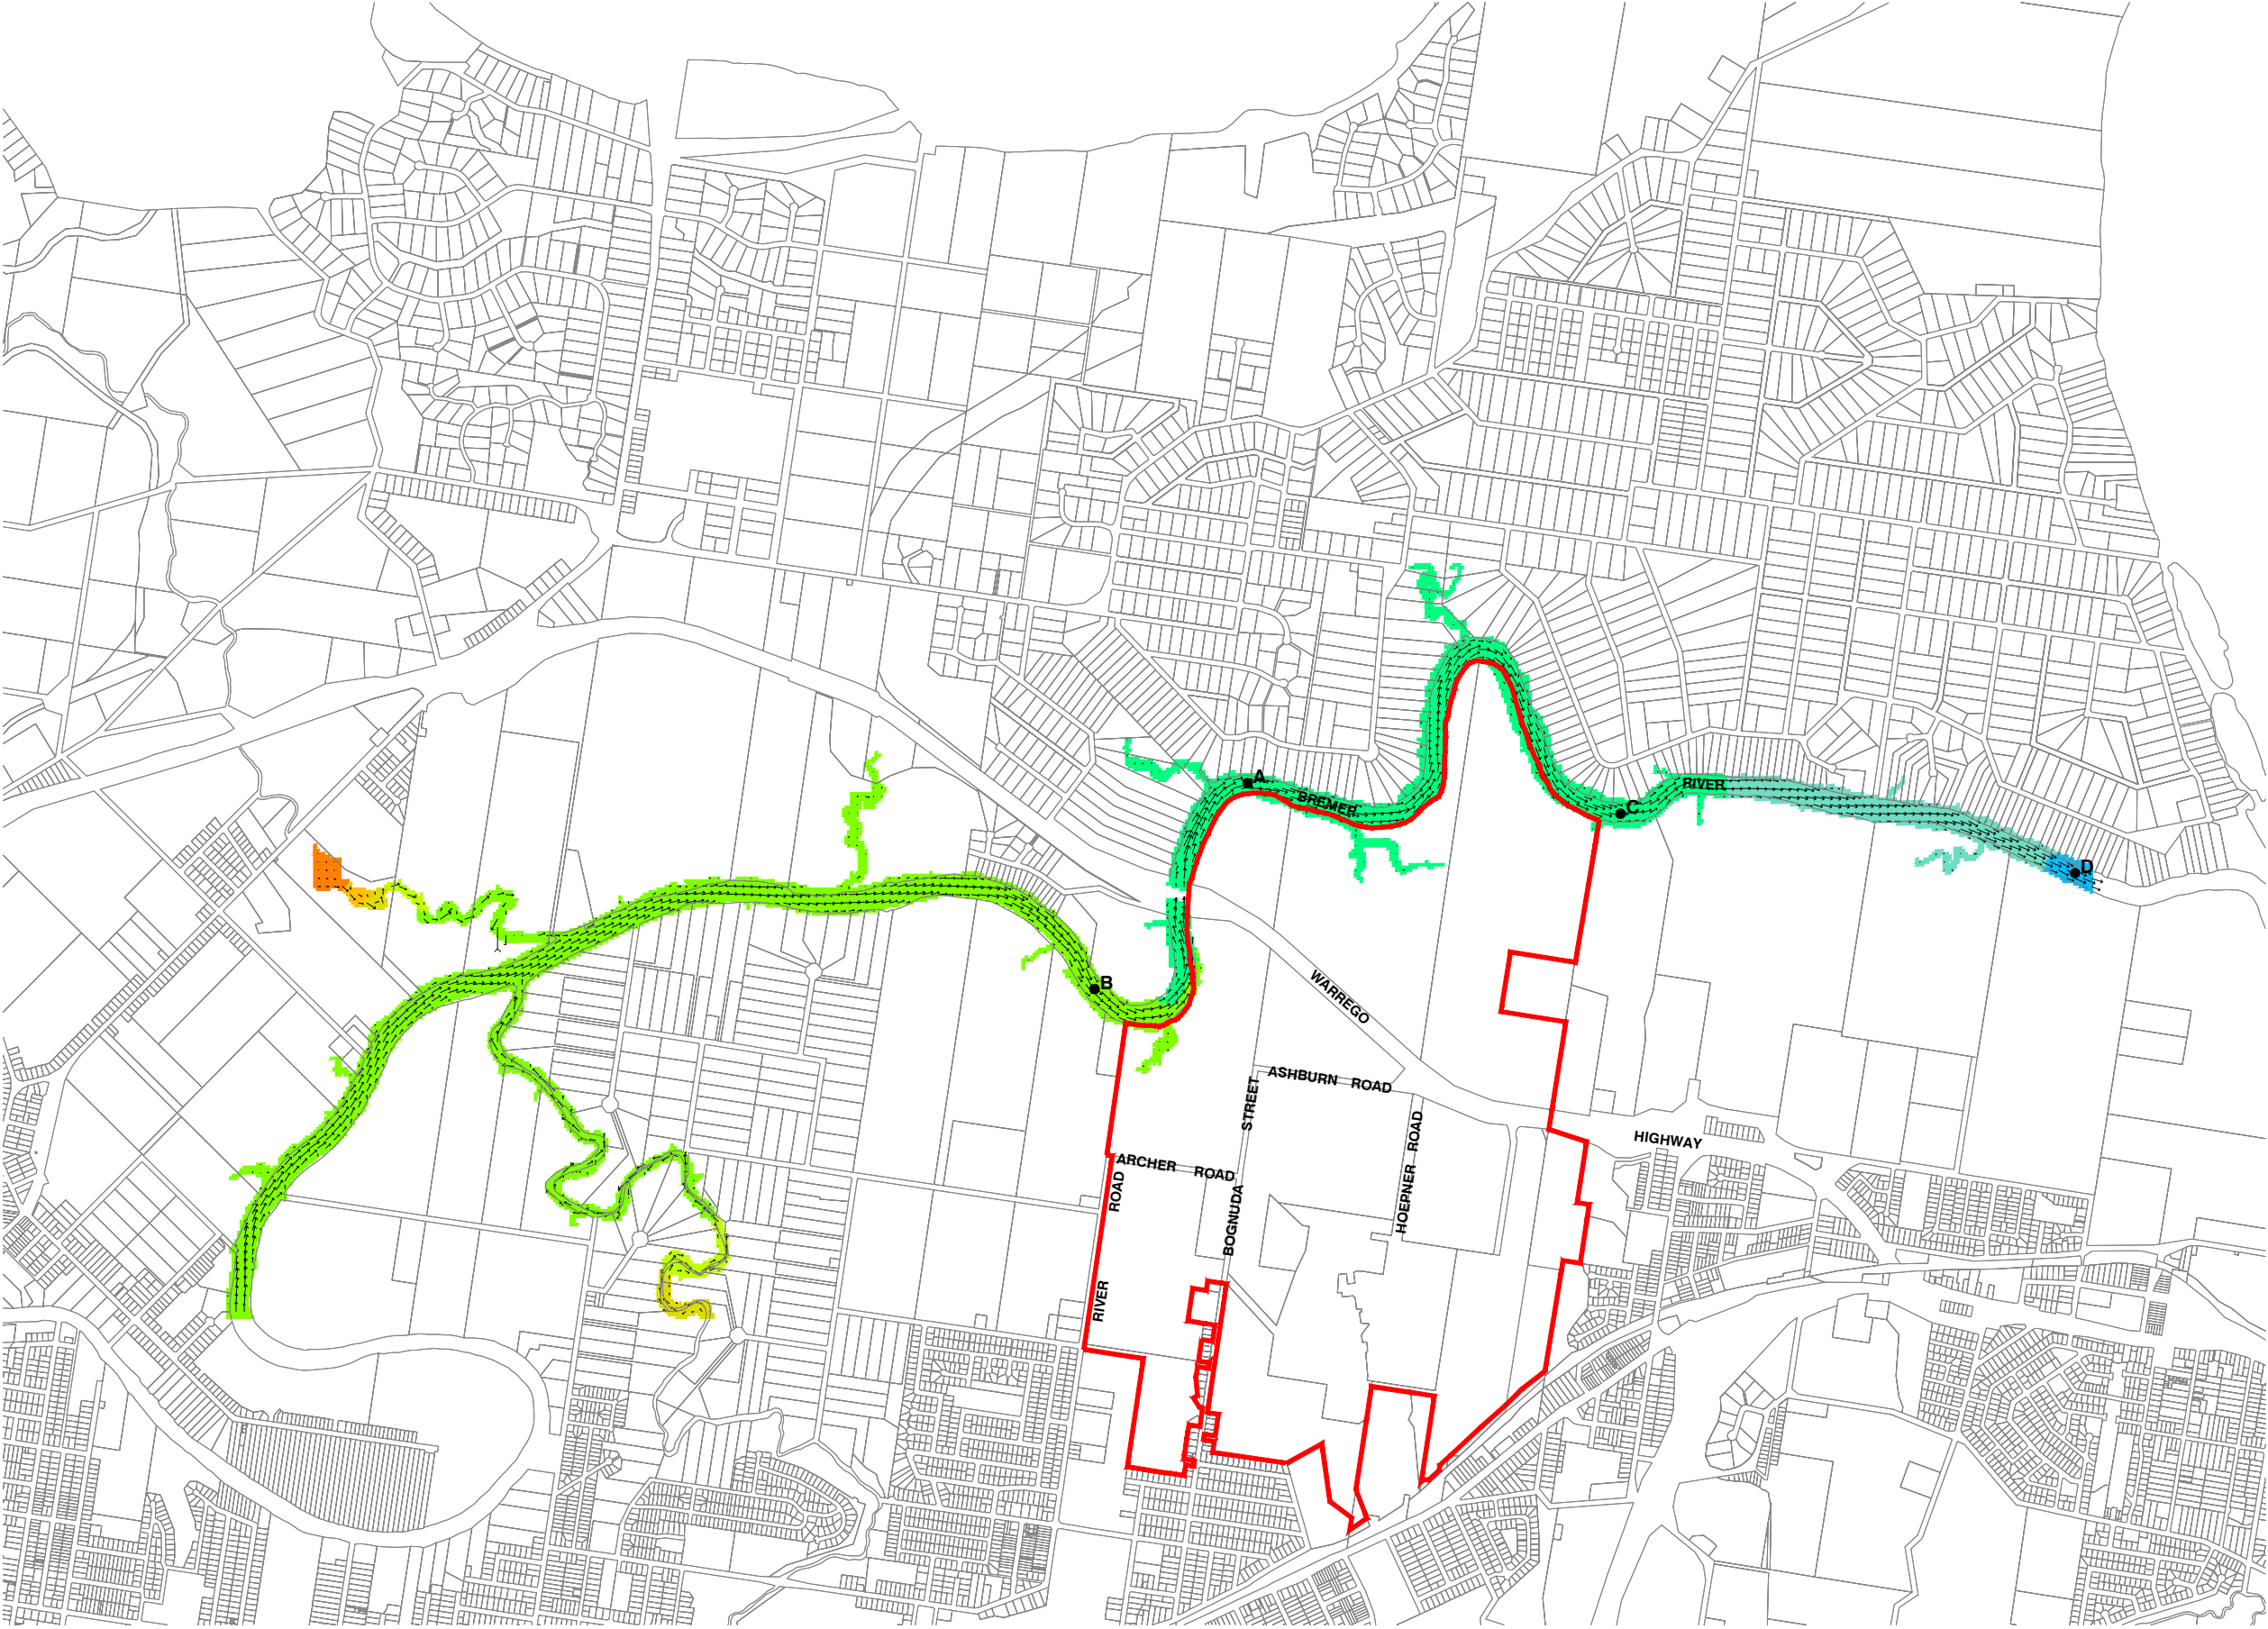 A
BREMER
C
RIVER
D
B
WARREGO
ASHBURN ROAD
STREET
HOEPNER ROAD
HIGHWAY
ARCHER ROAD
ROAD
BOGNUDA
RIVER